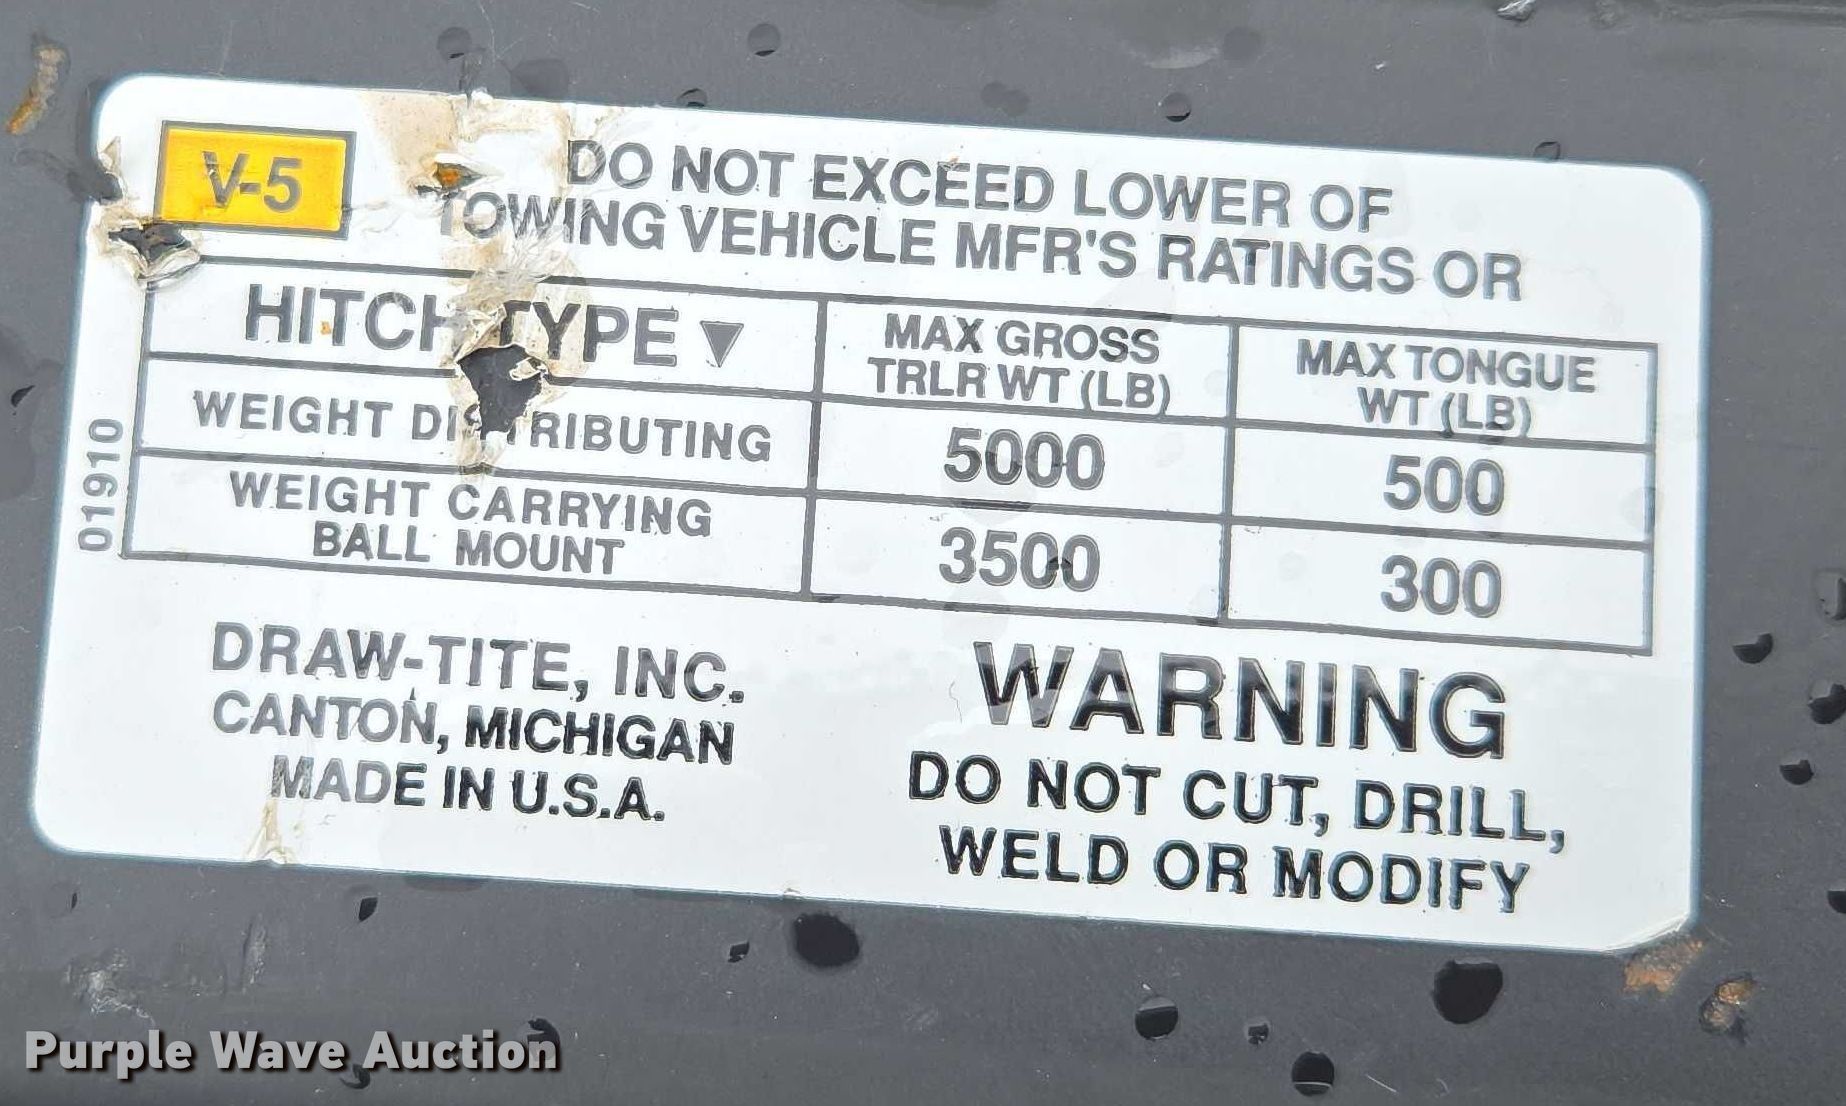 V-5
DO NOT EXCEED LOWER OF
TOWING VEHICLE MFR'S RATINGS OR
HITCH TYPE ▼
MAX GROSS
TRLR WT (LB)
MAX TONGUE
WT (LB)
WEIGHT DISTRIBUTING
5000
500
WEIGHT CARRYING
BALL MOUNT
3500
300
01910
DRAW-TITE, INC.
CANTON, MICHIGAN
MADE IN U.S.A.
WARNING
DO NOT CUT, DRILL,
WELD OR MODIFY
Purple Wave Auction